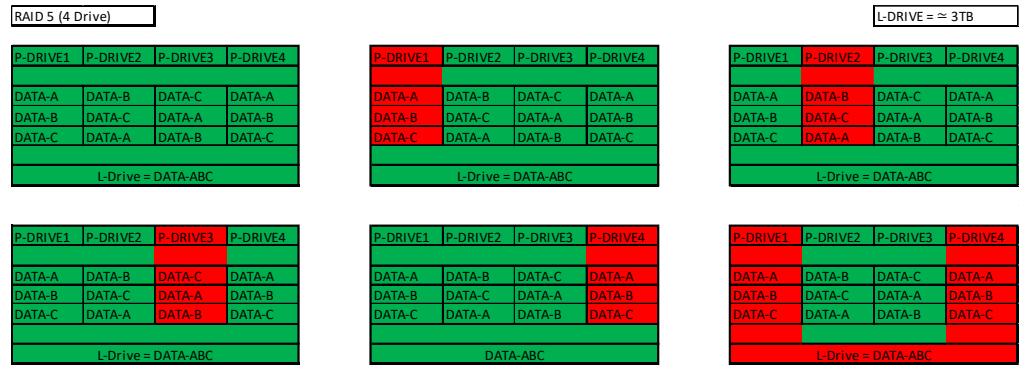 RAID 5 (4 Drive) L-DRIVE = ≃ 3TB
P-DRIVE1 P-DRIVE2 P-DRIVE3 P-DRIVE4
DATA-A DATA-B DATA-C DATA-A
DATA-B DATA-C DATA-A DATA-B
DATA-C DATA-A DATA-B DATA-C
L-Drive = DATA-ABC
P-DRIVE1 P-DRIVE2 P-DRIVE3 P-DRIVE4
DATA-A DATA-B DATA-C DATA-A
DATA-B DATA-C DATA-A DATA-B
DATA-C DATA-A DATA-B DATA-C
L-Drive = DATA-ABC
P-DRIVE1 P-DRIVE2 P-DRIVE3 P-DRIVE4
DATA-A DATA-B DATA-C DATA-A
DATA-B DATA-C DATA-A DATA-B
DATA-C DATA-A DATA-B DATA-C
L-Drive = DATA-ABC
P-DRIVE1 P-DRIVE2 P-DRIVE3 P-DRIVE4
DATA-A DATA-B DATA-C DATA-A
DATA-B DATA-C DATA-A DATA-B
DATA-C DATA-A DATA-B DATA-C
L-Drive = DATA-ABC
P-DRIVE1 P-DRIVE2 P-DRIVE3 P-DRIVE4
DATA-A DATA-B DATA-C DATA-A
DATA-B DATA-C DATA-A DATA-B
DATA-C DATA-A DATA-B DATA-C
DATA-ABC
P-DRIVE1 P-DRIVE2 P-DRIVE3 P-DRIVE4
DATA-A DATA-B DATA-C DATA-A
DATA-B DATA-C DATA-A DATA-B
DATA-C DATA-A DATA-B DATA-C
L-Drive = DATA-ABC